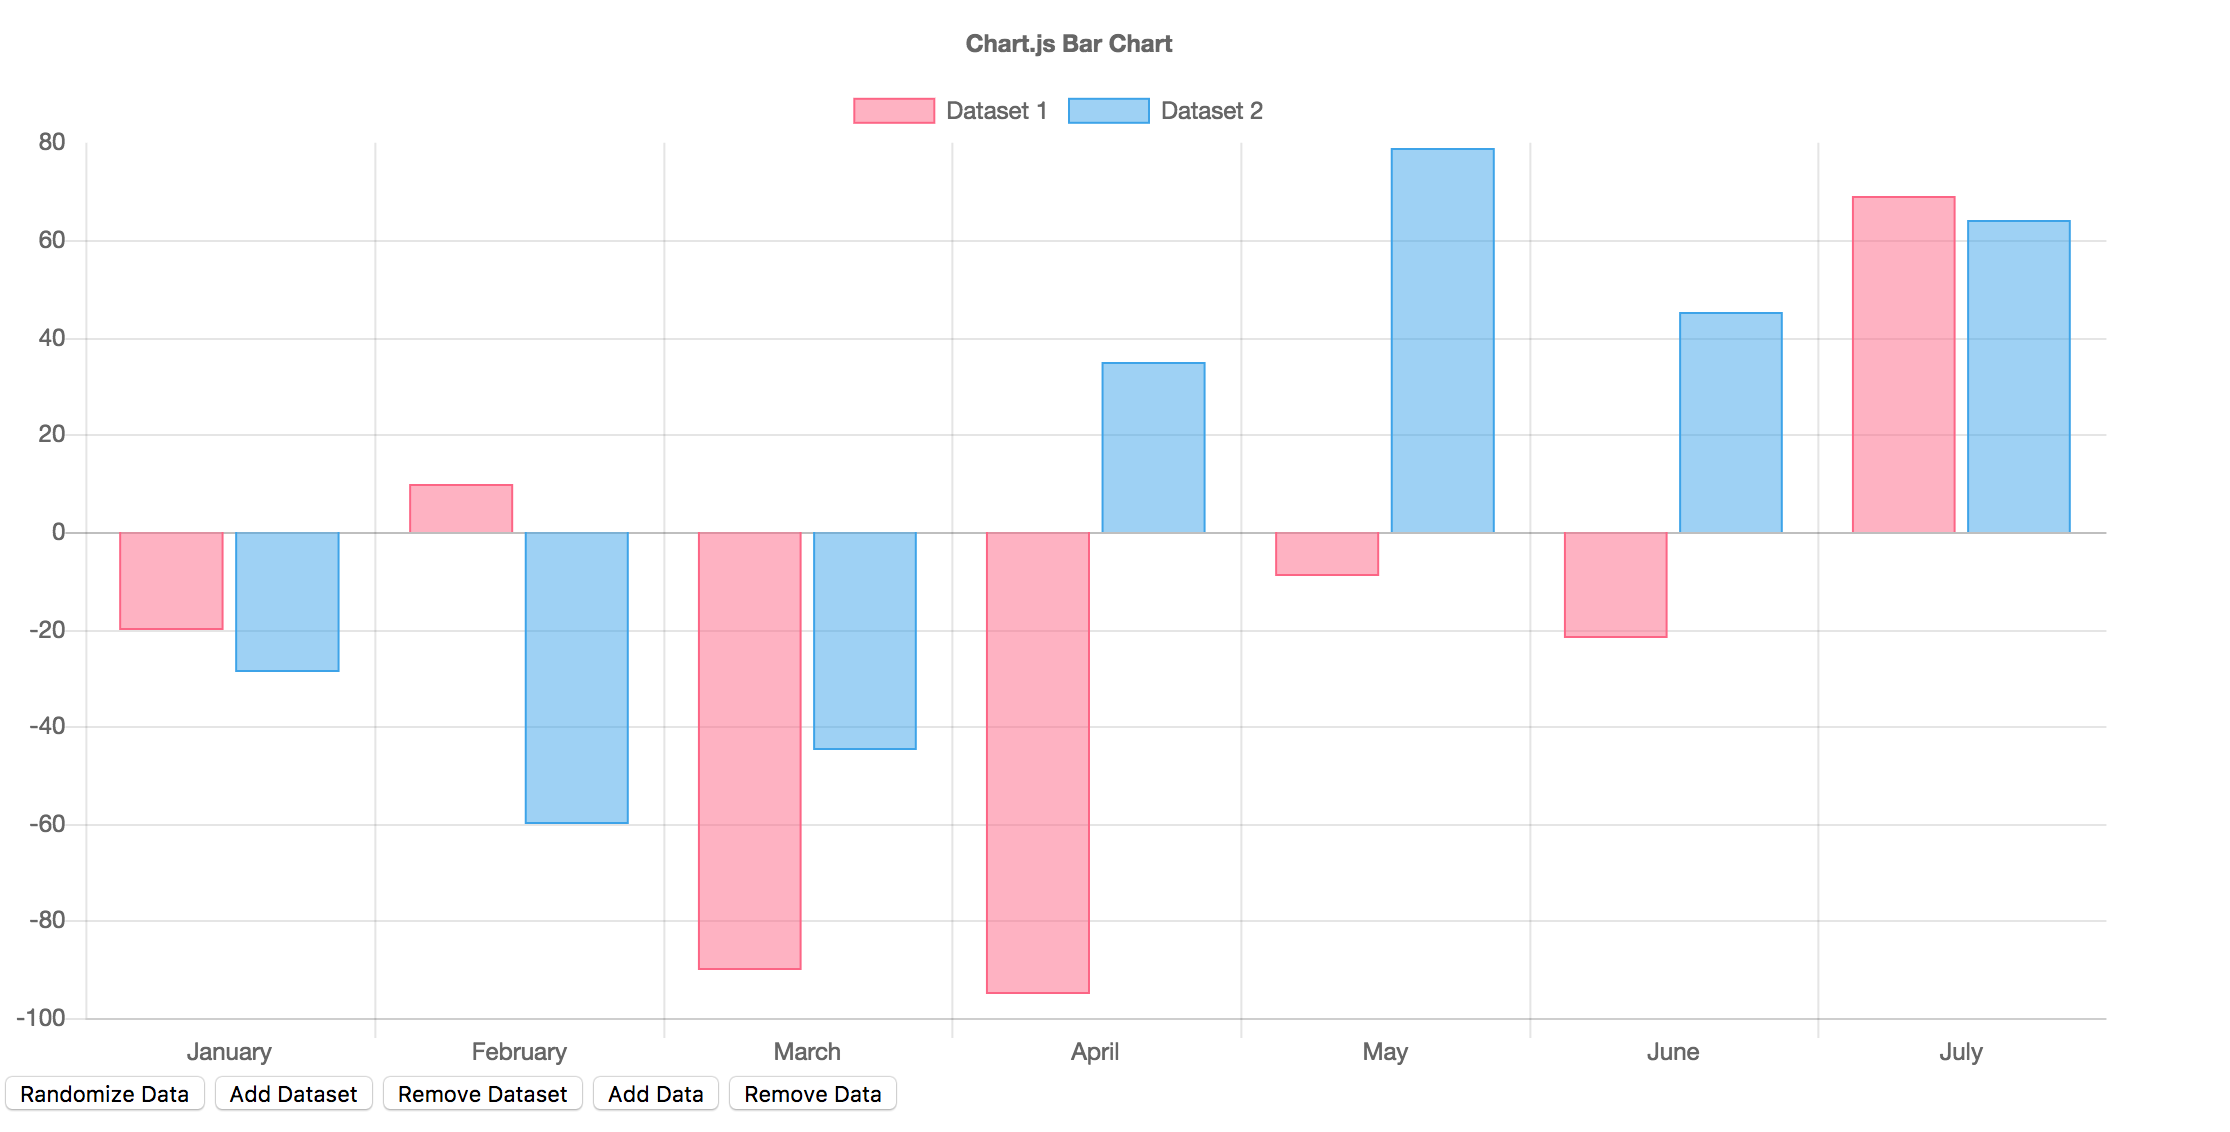 Chart.js Bar Chart
Dataset 1 Dataset 2
80
60
40
20
0
-20
-40
-60
-80
-100
January February March April May June July
Randomize Data Add Dataset Remove Dataset Add Data Remove Data